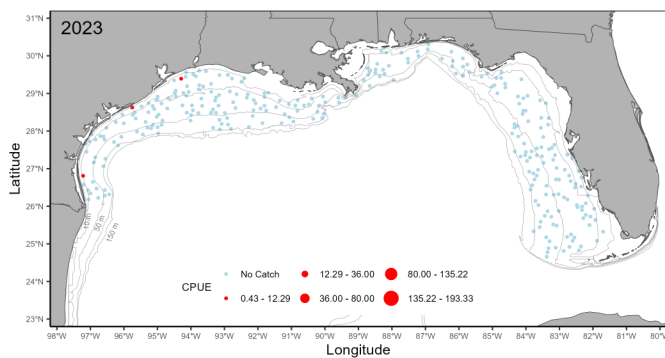 2023
31°N
30°N
29°N
28°N
27°N
26°N
25°N
24°N
23°N
Latitude
10 m
50 m
150 m
CPUE
No Catch
12.29 - 36.00
80.00 - 135.22
0.43 - 12.29
36.00 - 80.00
135.22 - 193.33
98°W 97°W 96°W 95°W 94°W 93°W 92°W 91°W 90°W 89°W 88°W 87°W 86°W 85°W 84°W 83°W 82°W 81°W 80°W
Longitude